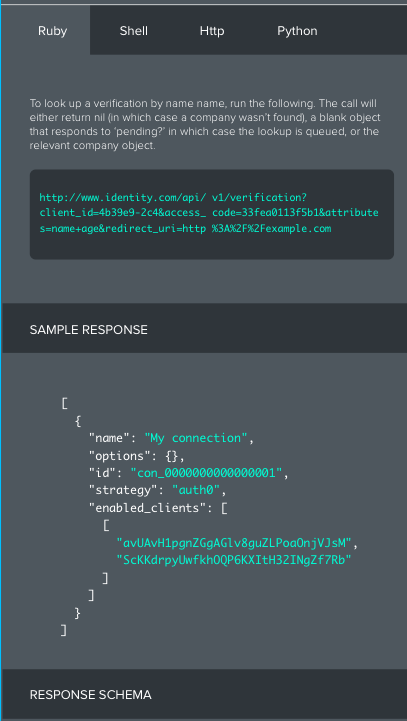 Ruby Shell Http Python
To look up a verification by name name, run the following. The call will
either return nil (in which case a company wasn't found), a blank object
that responds to 'pending?' in which case the lookup is queued, or the
relevant company object.
http://www.identity.com/api/ v1/verification?
client_id=4b39e9-2c4&access_ code=33fea0113f5b1&attribute
s=name+age&redirect_uri=http %3A%2F%2Fexample.com
SAMPLE RESPONSE
[
{
"name": "My connection",
"options": {},
"id": "con_0000000000000001",
"strategy": "auth0",
"enabled_clients": [
[
"avUAvH1pgnZGgAGlv8guZLPoaOnjVJsM",
"ScKKdrpyUwfkhOQP6KXItH3ZINgZf7Rb"
]
]
}
]
RESPONSE SCHEMA